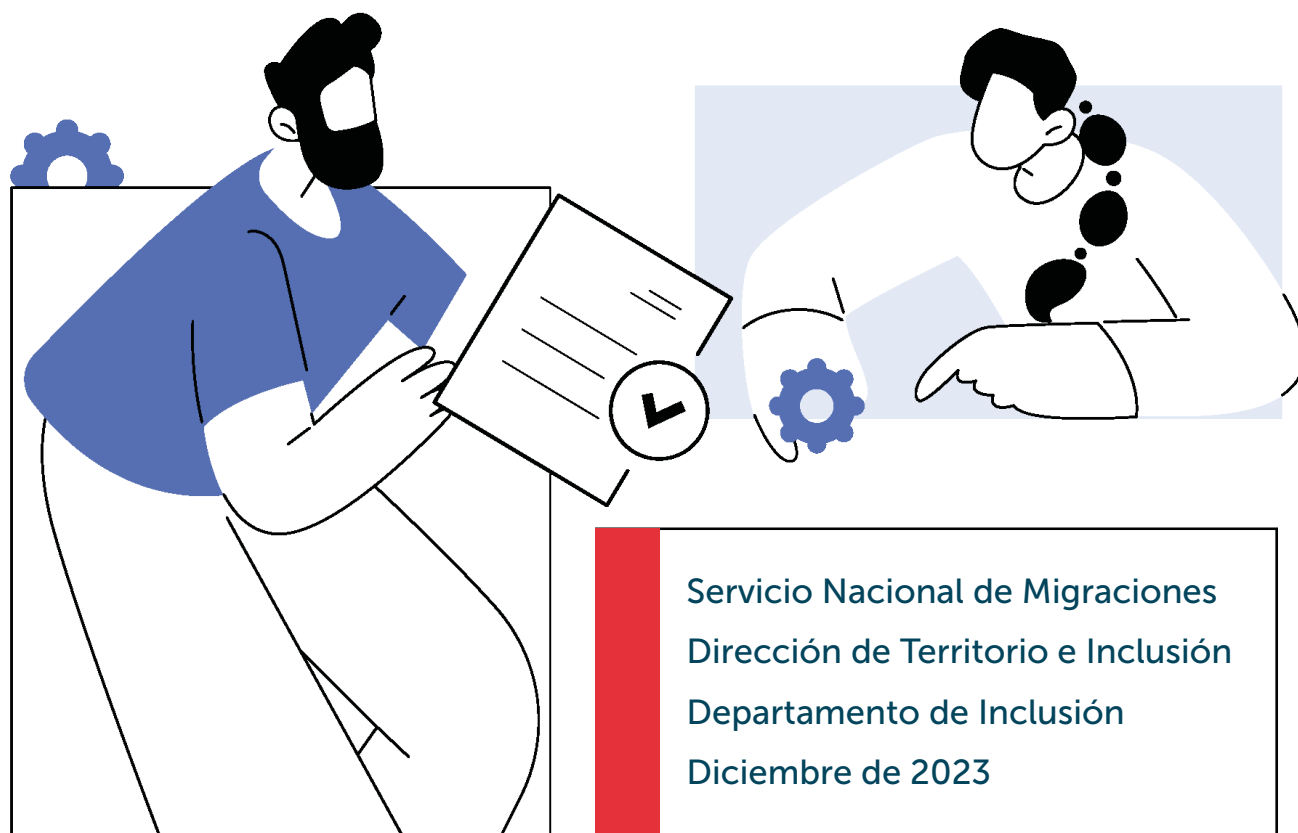 Servicio Nacional de Migraciones
Dirección de Territorio e Inclusión
Departamento de Inclusión
Diciembre de 2023